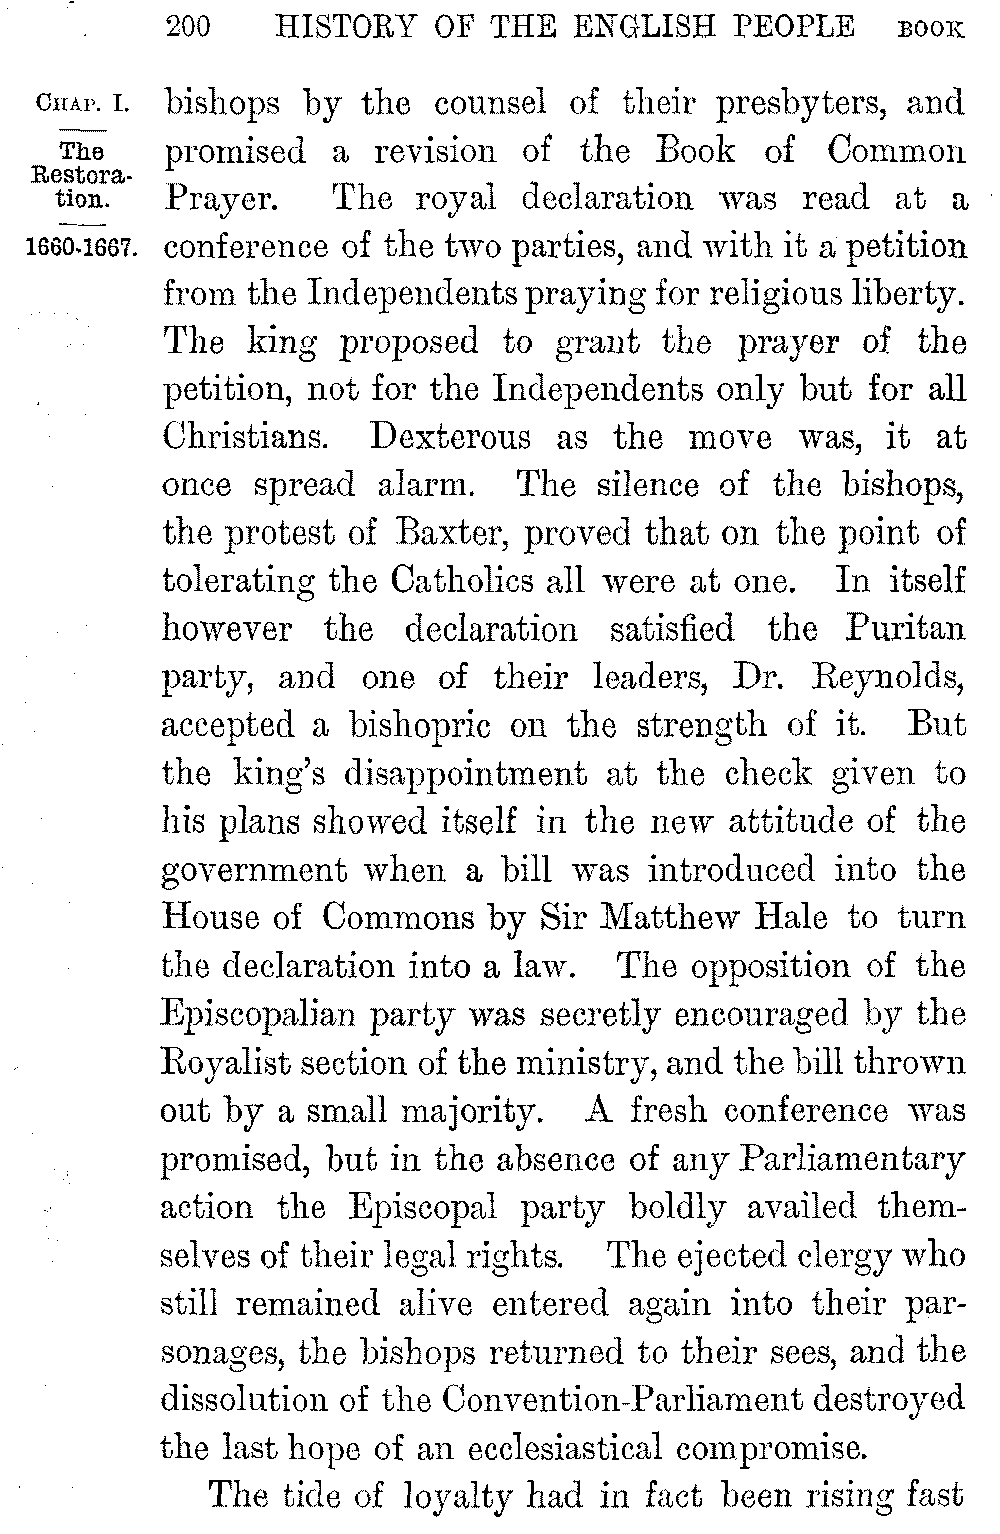 200 HISTORY OF THE ENGLISH PEOPLE BOOK
CHAP. I.
The
Restora-
tion.
1660-1667.
bishops by the counsel of their presbyters, and
promised a revision of the Book of Common
Prayer. The royal declaration was read at a
conference of the two parties, and with it a petition
from the Independents praying for religious liberty.
The king proposed to grant the prayer of the
petition, not for the Independents only but for all
Christians. Dexterous as the move was, it at
once spread alarm. The silence of the bishops,
the protest of Baxter, proved that on the point of
tolerating the Catholics all were at one. In itself
however the declaration satisfied the Puritan
party, and one of their leaders, Dr. Reynolds,
accepted a bishopric on the strength of it. But
the king's disappointment at the check given to
his plans showed itself in the new attitude of the
government when a bill was introduced into the
House of Commons by Sir Matthew Hale to turn
the declaration into a law. The opposition of the
Episcopalian party was secretly encouraged by the
Royalist section of the ministry, and the bill thrown
out by a small majority. A fresh conference was
promised, but in the absence of any Parliamentary
action the Episcopal party boldly availed them-
selves of their legal rights. The ejected clergy who
still remained alive entered again into their par-
sonages, the bishops returned to their sees, and the
dissolution of the Convention-Parliament destroyed
the last hope of an ecclesiastical compromise.
The tide of loyalty had in fact been rising fast